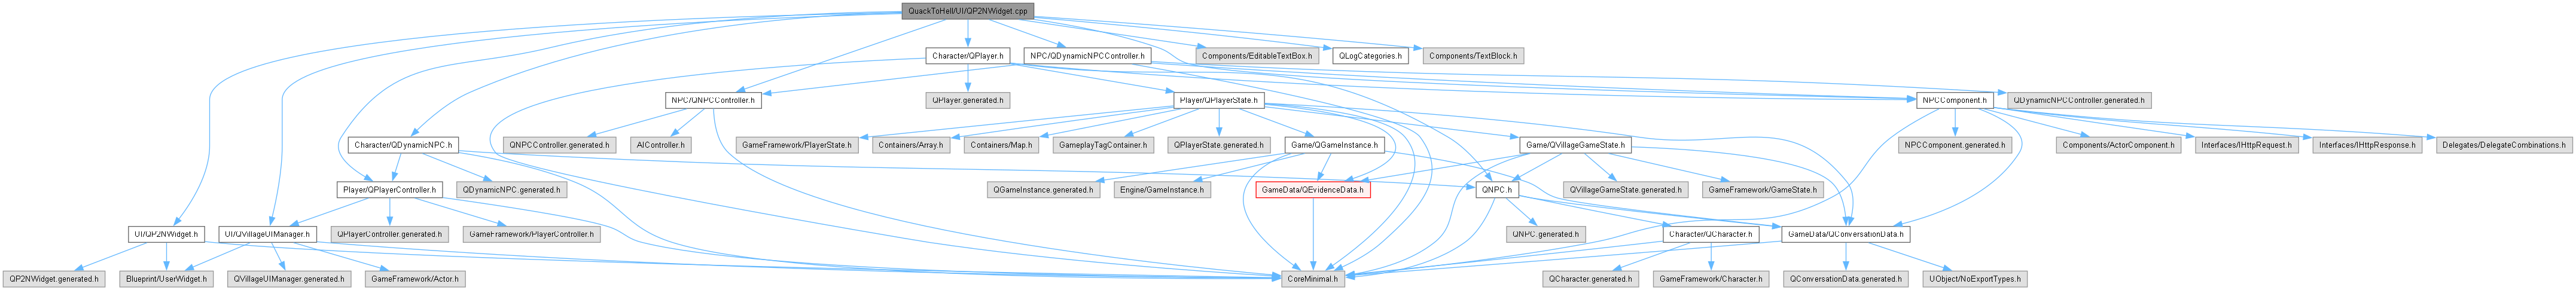 QuackToHell/UI/QP2NWidget.cpp
Character/QPlayer.h
NPC/QDynamicNPCController.h
Components/EditableTextBox.h
QLogCategories.h
Components/TextBlock.h
NPC/QNPCController.h
QPlayer.generated.h
Player/QPlayerState.h
NPCComponent.h
QDynamicNPCController.generated.h
Character/QDynamicNPC.h
QNPCController.generated.h
AIController.h
GameFramework/PlayerState.h
Containers/Array.h
Containers/Map.h
GameplayTagContainer.h
QPlayerState.generated.h
Game/QGameInstance.h
Game/QVillageGameState.h
NPCComponent.generated.h
Components/ActorComponent.h
Interfaces/IHttpRequest.h
Interfaces/IHttpResponse.h
Delegates/DelegateCombinations.h
Player/QPlayerController.h
QDynamicNPC.generated.h
QGameInstance.generated.h
Engine/GameInstance.h
GameData/QEvidenceData.h
QNPC.h
QVillageGameState.generated.h
GameFramework/GameState.h
UI/QP2NWidget.h
UI/QVillageUIManager.h
QPlayerController.generated.h
GameFramework/PlayerController.h
QNPC.generated.h
Character/QCharacter.h
GameData/QConversationData.h
QP2NWidget.generated.h
Blueprint/UserWidget.h
QVillageUIManager.generated.h
GameFramework/Actor.h
CoreMinimal.h
QCharacter.generated.h
GameFramework/Character.h
QConversationData.generated.h
UObject/NoExportTypes.h